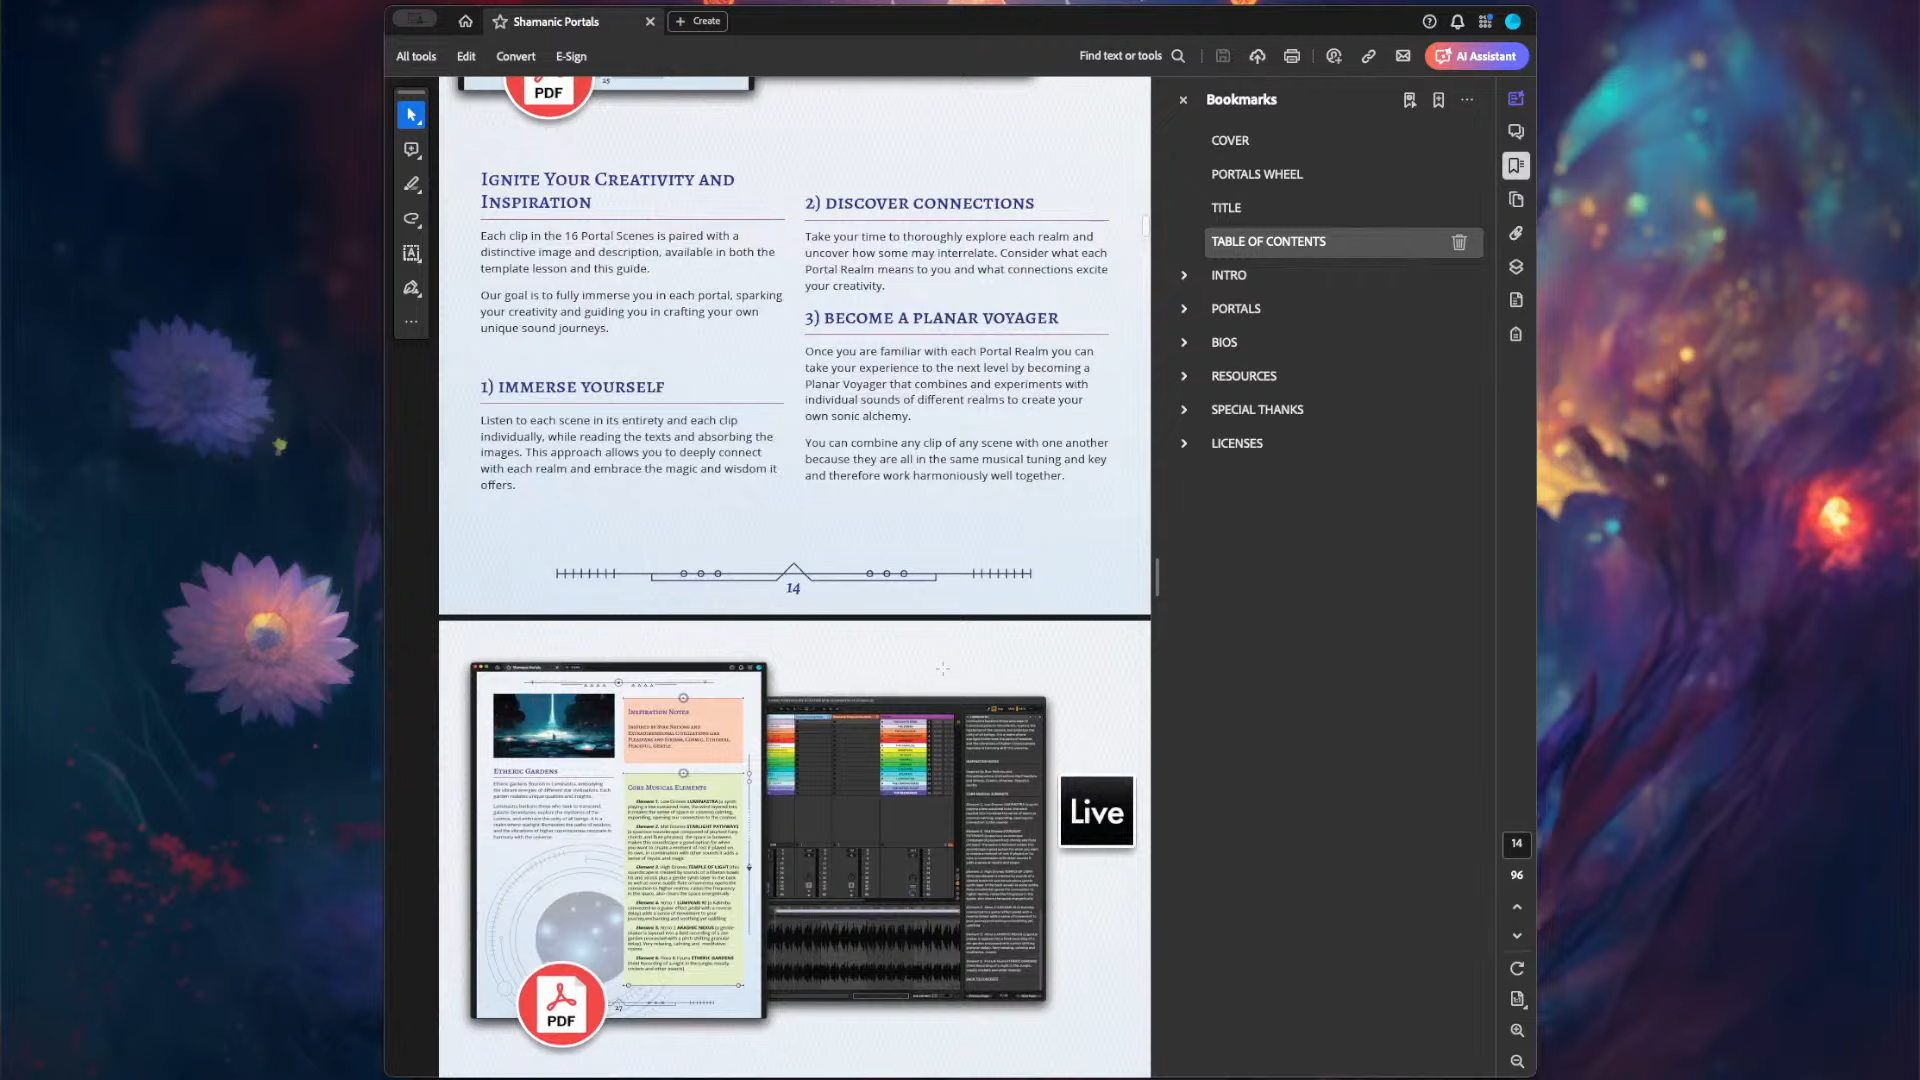 Shamanic Portals
Create
All tools
Edit
Convert
E-Sign
Find text or tools
AI Assistant
15
PDF
IGNITE YOUR CREATIVITY AND
INSPIRATION
Each clip in the 16 Portal Scenes is paired with a
distinctive image and description, available in both the
template lesson and this guide.
Our goal is to fully immerse you in each portal, sparking
your creativity and guiding you in crafting your own
unique sound journeys.
1) IMMERSE YOURSELF
Listen to each scene in its entirety and each clip
individually, while reading the texts and absorbing the
images. This approach allows you to deeply connect
with each realm and embrace the magic and wisdom it
offers.
2) DISCOVER CONNECTIONS
Take your time to thoroughly explore each realm and
uncover how some may interrelate. Consider what each
Portal Realm means to you and what connections excite
your creativity.
3) BECOME A PLANAR VOYAGER
Once you are familiar with each Portal Realm you can
take your experience to the next level by becoming a
Planar Voyager that combines and experiments with
individual sounds of different realms to create your
own sonic alchemy.
You can combine any clip of any scene with one another
because they are all in the same musical tuning and key
and therefore work harmoniously well together.
14
INSPIRATION NOTES
ETHERIC GARDENS
CORE MUSICAL ELEMENTS
27
PDF
Live
Bookmarks
COVER
PORTALS WHEEL
TITLE
TABLE OF CONTENTS
INTRO
PORTALS
BIOS
RESOURCES
SPECIAL THANKS
LICENSES
14
96